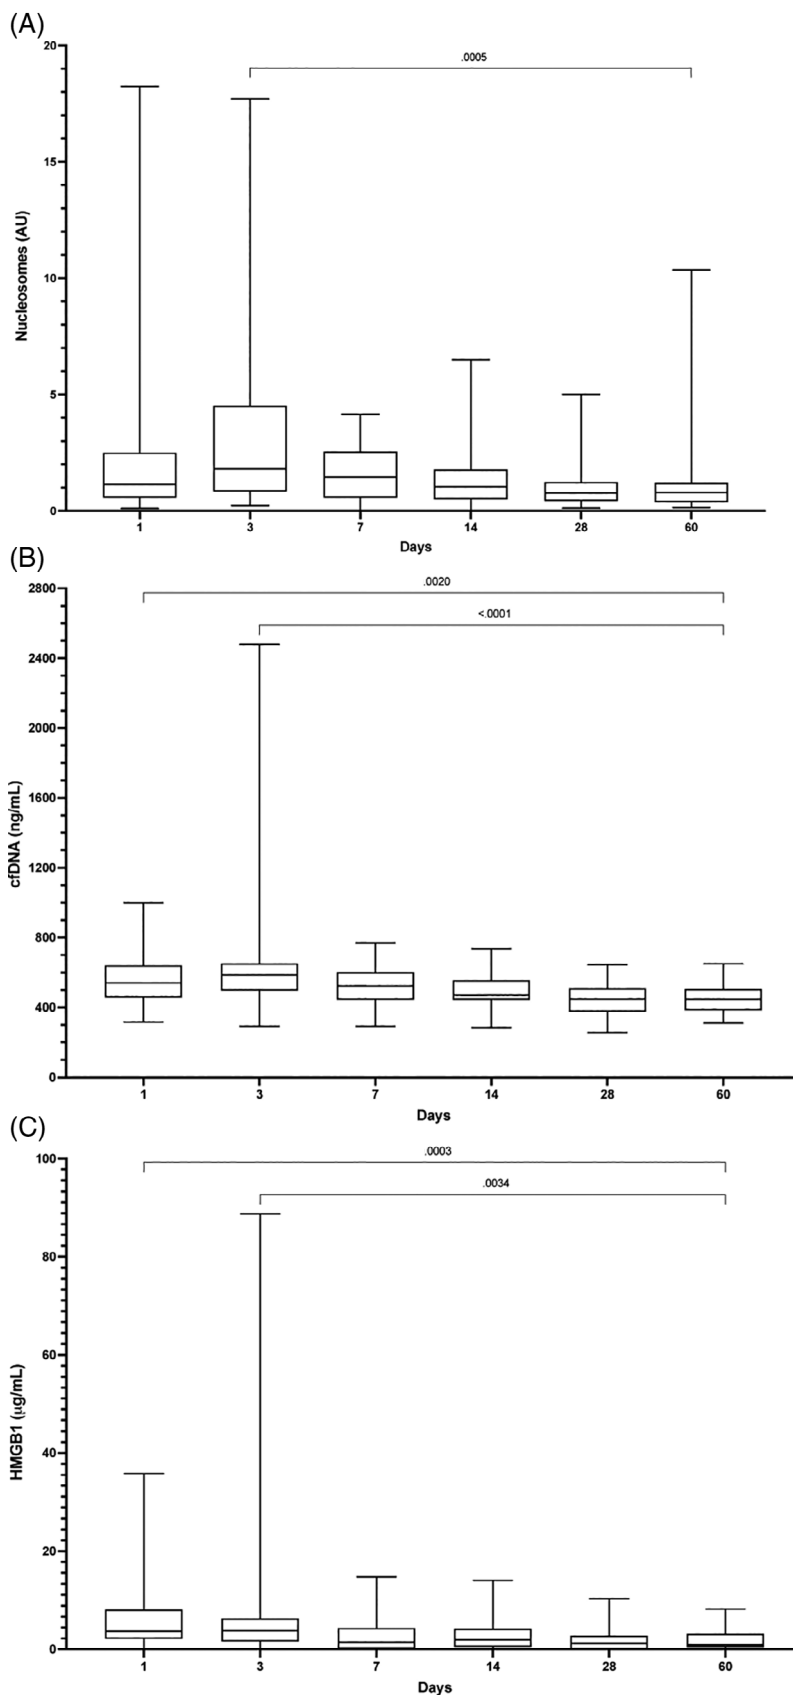 (A)
20
.0005
15
10
5
0
Nucleosomes (AU)
1 3 7 14 28 60
Days
(B)
2800
.0020
<.0001
2400
2000
1600
1200
800
400
0
cfDNA (ng/mL)
1 3 7 14 28 60
Days
(C)
100
.0003
.0034
80
60
40
20
0
HMGB1 (µg/mL)
1 3 7 14 28 60
Days